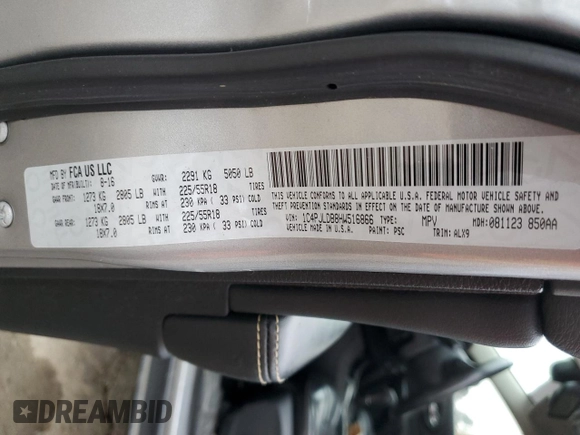 MFD BY FCA US LLC
DATE OF MFR(BUILT): 8-16 GVWR: 2291 KG 5050 LB
GAWR FRONT: 1273 KG 2805 LB WITH 225/55R18 TIRES
18X7.0 RIMS AT 230 KPA ( 33 PSI) COLD
GAWR REAR: 1273 KG 2805 LB WITH 225/55R18 TIRES
18X7.0 RIMS AT 230 KPA ( 33 PSI) COLD
THIS VEHICLE CONFORMS TO ALL APPLICABLE U.S.A. FEDERAL MOTOR VEHICLE SAFETY AND
THEFT PREVENTION STANDARDS IN EFFECT ON THE DATE OF MANUFACTURE SHOWN ABOVE.
VIN: 1C4PJLDB8HW516866 TYPE: MPV MDH: 081123 850AA
VEHICLE MADE IN U.S.A. PAINT: PSC TRIM: ALX9
DREAMBID